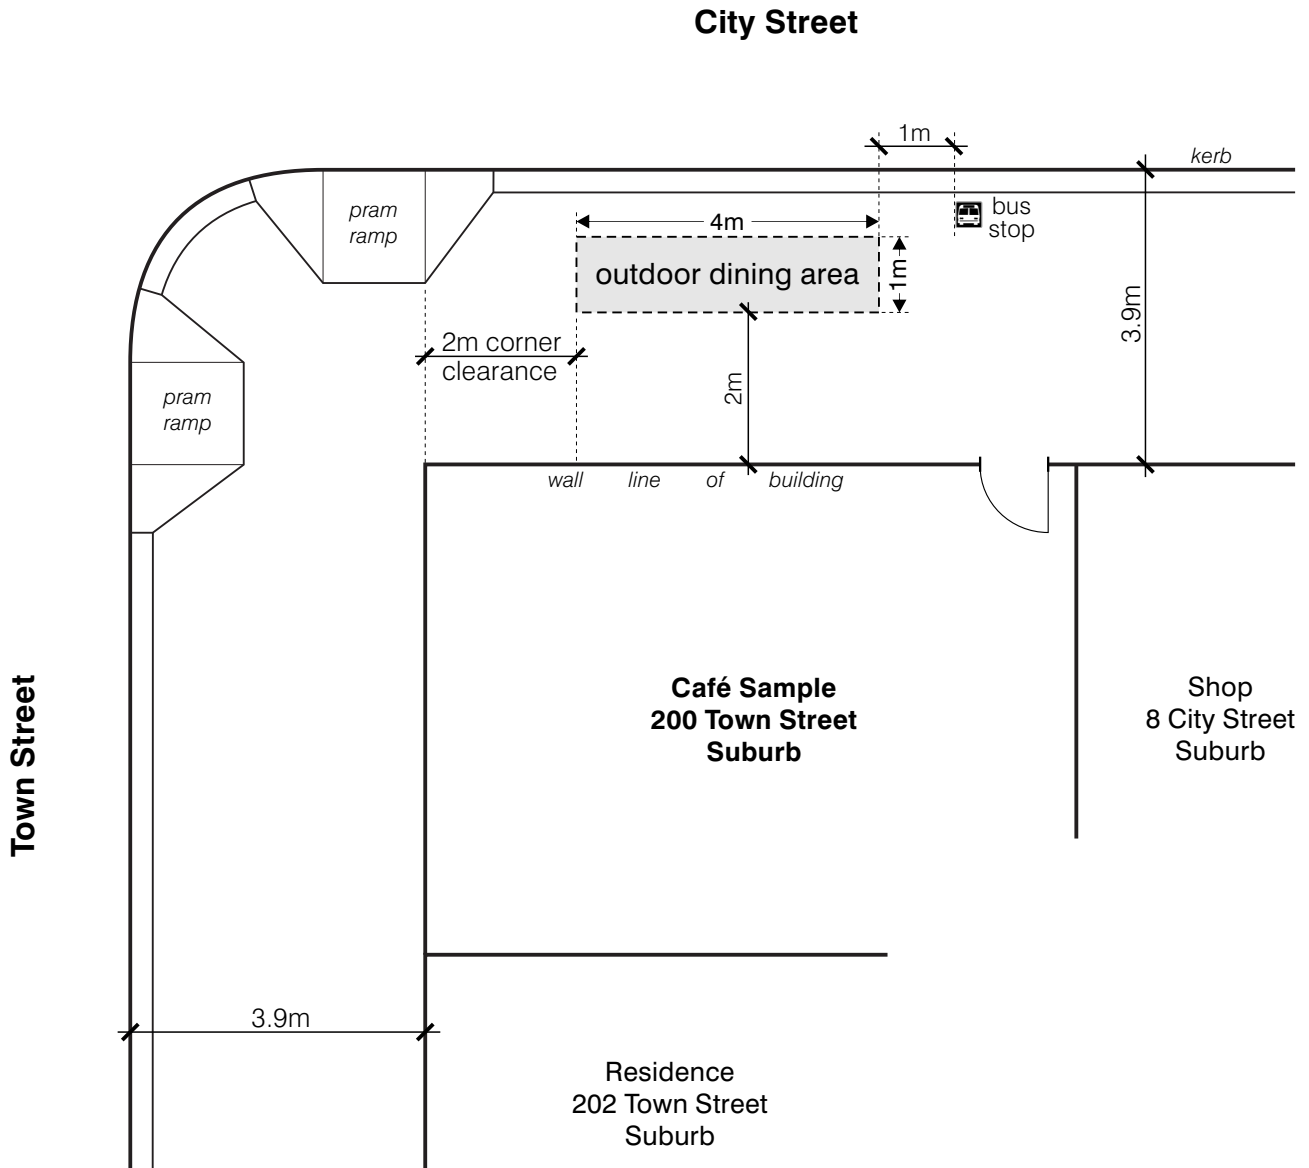 City Street
1m
kerb
pram
ramp
bus
stop
4m
outdoor dining area
1m
3.9m
2m corner
clearance
2m
pram
ramp
wall line of building
Café Sample
200 Town Street
Suburb
Shop
8 City Street
Suburb
Town Street
3.9m
Residence
202 Town Street
Suburb